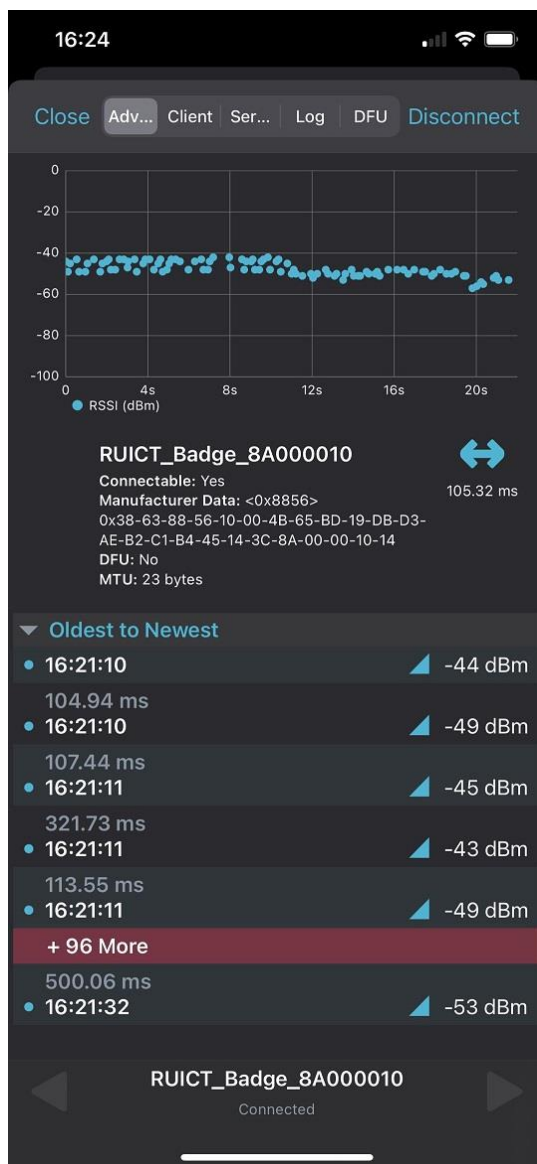 16:24
Close Adv... Client Ser... Log DFU Disconnect
0
-20
-40
-60
-80
-100
0 4s 8s 12s 16s 20s
RSSI (dBm)
RUICT_Badge_8A000010
Connectable: Yes
105.32 ms
Manufacturer Data: <0x8856>
0x38-63-88-56-10-00-4B-65-BD-19-DB-D3-
AE-B2-C1-B4-45-14-3C-8A-00-00-10-14
DFU: No
MTU: 23 bytes
Oldest to Newest
16:21:10 -44 dBm
104.94 ms
16:21:10 -49 dBm
107.44 ms
16:21:11 -45 dBm
321.73 ms
16:21:11 -43 dBm
113.55 ms
16:21:11 -49 dBm
+ 96 More
500.06 ms
16:21:32 -53 dBm
RUICT_Badge_8A000010
Connected